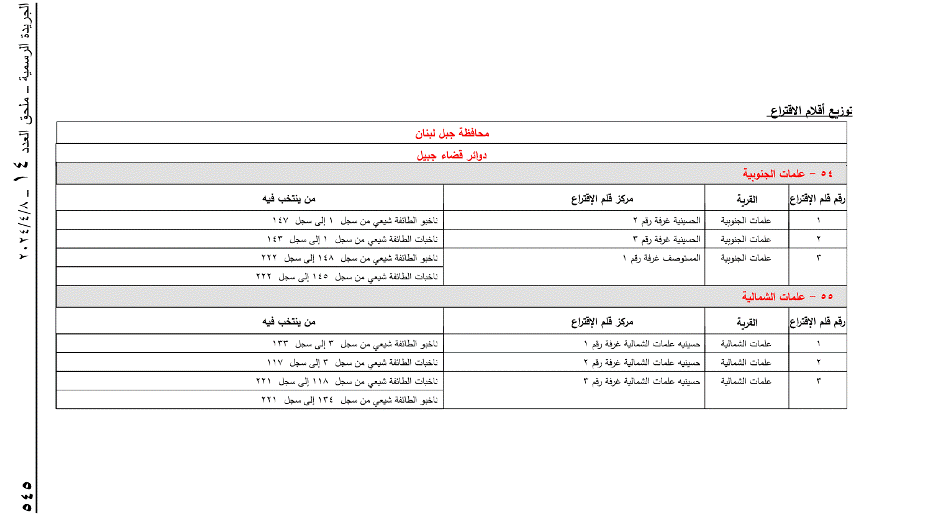 الجريدة الرسمية – ملحق العدد ١٤ – ٢٠٢٤/٤/٨
توزيع أقلام الاقتراع
محافظة جبل لبنان
دوائر قضاء جبيل
٥٤ - علمات الجنوبية
رقم قلم الإقتراع القرية مركز قلم الإقتراع من ينتخب فيه
١ علمات الجنوبية الحسينية غرفة رقم ٢ ناخبو الطائفة شيعي من سجل ١ إلى سجل ١٤٧
٢ علمات الجنوبية الحسينية غرفة رقم ٣ ناخبات الطائفة شيعي من سجل ١ إلى سجل ١٤٣
٣ علمات الجنوبية المستوصف غرفة رقم ١ ناخبو الطائفة شيعي من سجل ١٤٨ إلى سجل ٢٢٢
ناخبات الطائفة شيعي من سجل ١٤٥ إلى سجل ٢٢٢
٥٥ - علمات الشمالية
رقم قلم الإقتراع القرية مركز قلم الإقتراع من ينتخب فيه
١ علمات الشمالية حسينيه علمات الشمالية غرفة رقم ١ ناخبو الطائفة شيعي من سجل ٣ إلى سجل ١٣٣
٢ علمات الشمالية حسينيه علمات الشمالية غرفة رقم ٢ ناخبات الطائفة شيعي من سجل ٣ إلى سجل ١١٧
٣ علمات الشمالية حسينيه علمات الشمالية غرفة رقم ٣ ناخبات الطائفة شيعي من سجل ١١٨ إلى سجل ٢٢١
ناخبو الطائفة شيعي من سجل ١٣٤ إلى سجل ٢٢١
٥٤٥